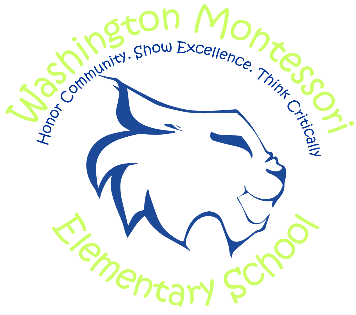 Washington Montessori
Honor Community. Show Excellence. Think Critically
Elementary School